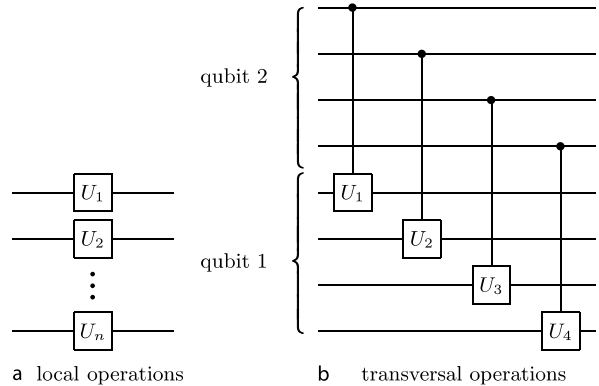 qubit 2
U1
U1
U2
U2
qubit 1
U3
Un
U4
a local operations
b transversal operations